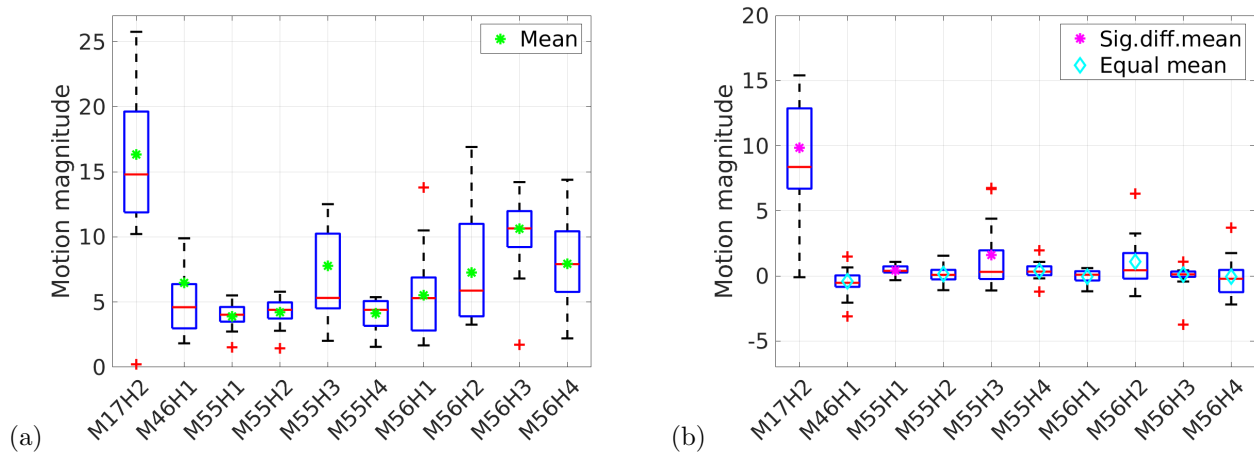 (a)
Motion magnitude
25
20
15
10
5
0
Mean
M17H2
M46H1
M55H1
M55H2
M55H3
M55H4
M56H1
M56H2
M56H3
M56H4
(b)
Motion magnitude
20
15
10
5
0
-5
Sig.diff.mean
Equal mean
M17H2
M46H1
M55H1
M55H2
M55H3
M55H4
M56H1
M56H2
M56H3
M56H4